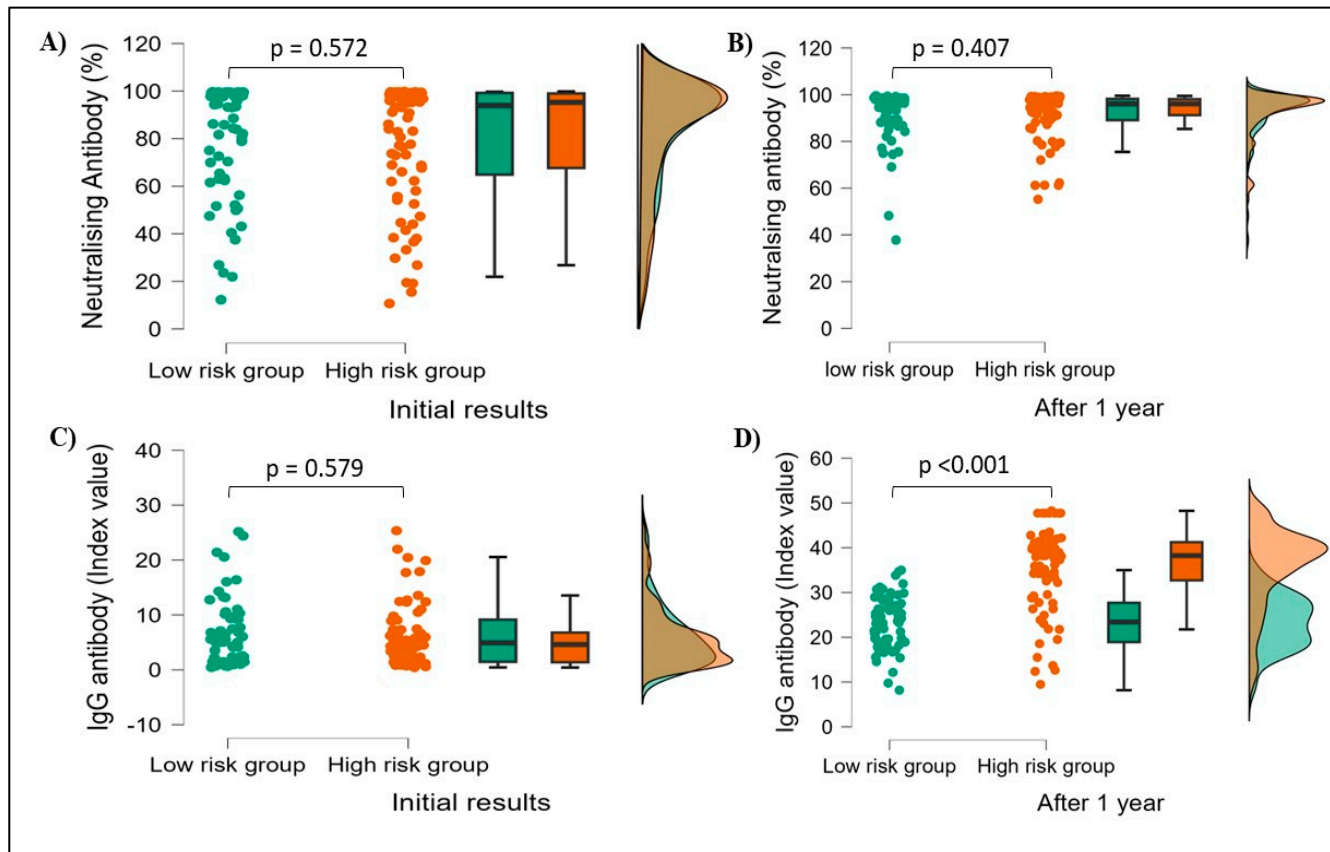 A)
p = 0.572
Neutralising Antibody (%)
120
100
80
60
40
20
0
Low risk group High risk group
Initial results
B)
p = 0.407
Neutralsing antibody (%)
120
100
80
60
40
20
0
low risk group High risk group
After 1 year
C)
p = 0.579
IgG antibody (Index value)
40
30
20
10
0
-10
Low risk group High risk group
Initial results
D)
p <0.001
IgG antibody (Index value)
60
50
40
30
20
10
0
Low risk group High risk group
After 1 year